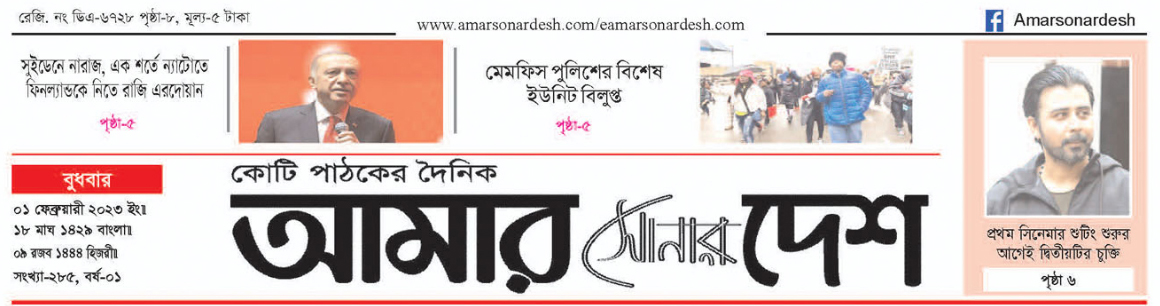 রেজি. নং ডিএ-৬৭২৮ পৃষ্ঠা-৮, মূল্য-৫ টাকা
www.amarsonardesh.com/eamarsonardesh.com
Amarsonardesh
সুইডেনে নারাজ, এক শর্তে ন্যাটোতে
ফিনল্যান্ডকে নিতে রাজি এরদোয়ান
পৃষ্ঠা-৫
মেমফিস পুলিশের বিশেষ
ইউনিট বিলুপ্ত
পৃষ্ঠা-৫
বুধবার
০১ ফেব্রুয়ারী ২০২৩ ইং॥
১৮ মাঘ ১৪২৯ বাংলা॥
০৯ রজব ১৪৪৪ হিজরী॥
সংখ্যা-২৮৫, বর্ষ-০১
কোটি পাঠকের দৈনিক
আমার সোনার দেশ
প্রথম সিনেমার শুটিং শুরুর
আগেই দ্বিতীয়টির চুক্তি
পৃষ্ঠা ৬